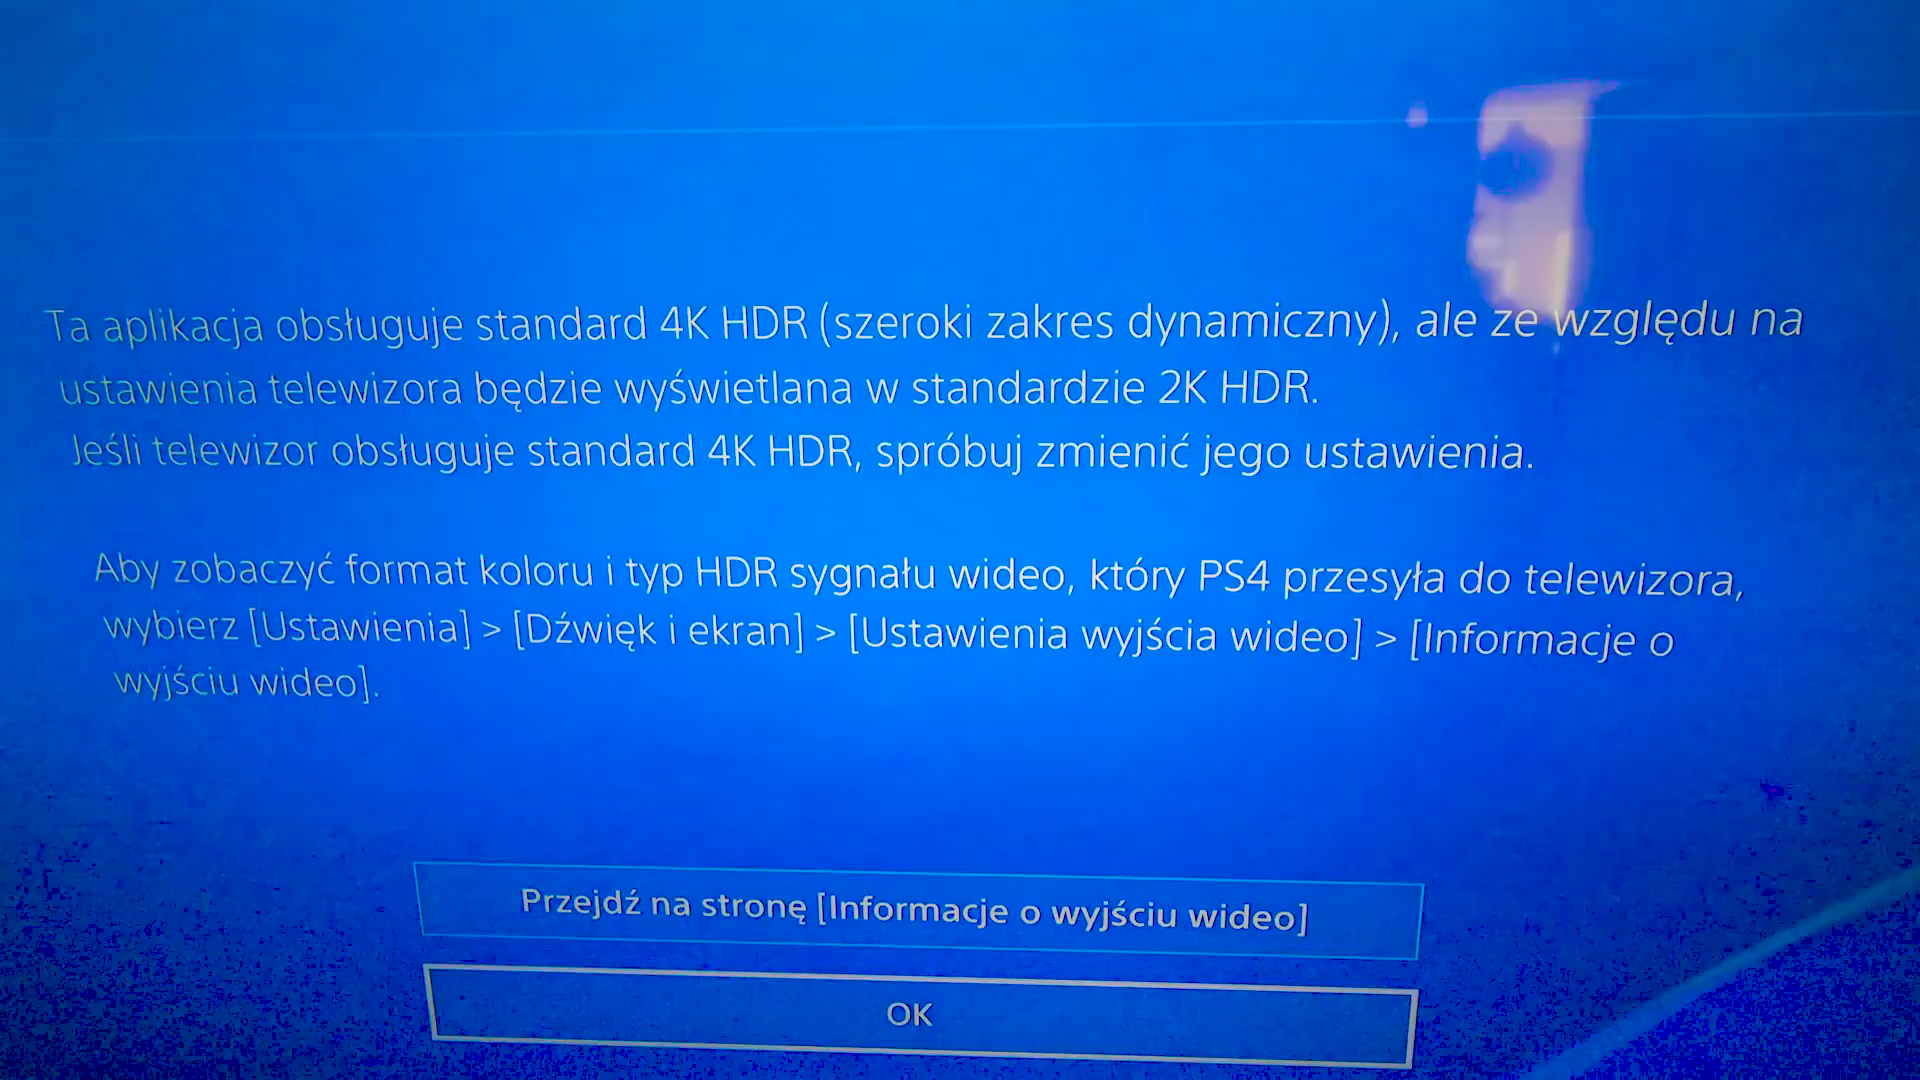 Ta aplikacja obsługuje standard 4K HDR (szeroki zakres dynamiczny), ale ze względu na
ustawienia telewizora będzie wyświetlana w standardzie 2K HDR.
Jeśli telewizor obsługuje standard 4K HDR, spróbuj zmienić jego ustawienia.
Aby zobaczyć format koloru i typ HDR sygnału wideo, który PS4 przesyła do telewizora,
wybierz [Ustawienia] > [Dźwięk i ekran] > [Ustawienia wyjścia wideo] > [Informacje o
wyjściu wideo].
Przejdź na stronę [Informacje o wyjściu wideo]
OK